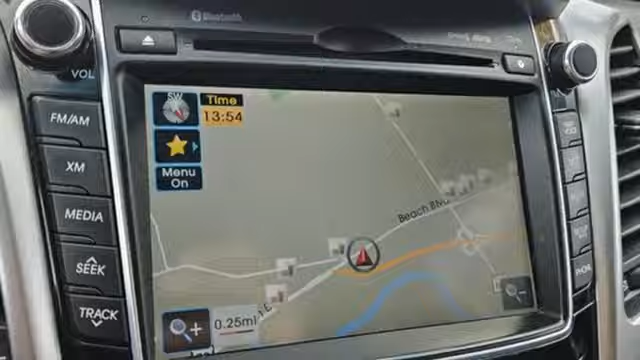 Bluetooth
VOL
FM/AM
XM
MEDIA
SEEK
TRACK
SW
Time
13:54
Menu
On
Beach Blvd
0.25mi